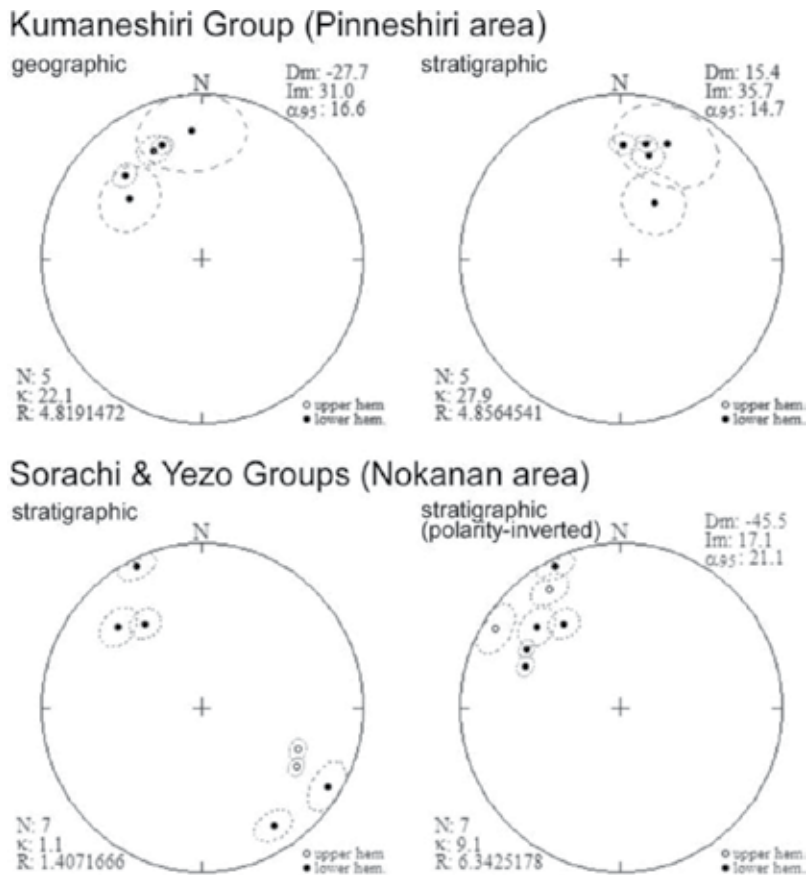 Kumaneshiri Group (Pinneshiri area)
geographic
N
Dm: -27.7
Im: 31.0
α95: 16.6
N: 5
κ: 22.1
R: 4.8191472
○ upper hem
● lower hem.
stratigraphic
N
Dm: 15.4
Im: 35.7
α95: 14.7
N: 5
κ: 27.9
R: 4.8564541
○ upper hem.
● lower hem.
Sorachi & Yezo Groups (Nokanan area)
stratigraphic
N
N: 7
κ: 1.1
R: 1.4071666
○ upper hem
● lower hem.
stratigraphic
(polarity-inverted)
N
Dm: -45.5
Im: 17.1
α95: 21.1
N: 7
κ: 9.1
R: 6.3425178
○ upper hem
● lower hem.